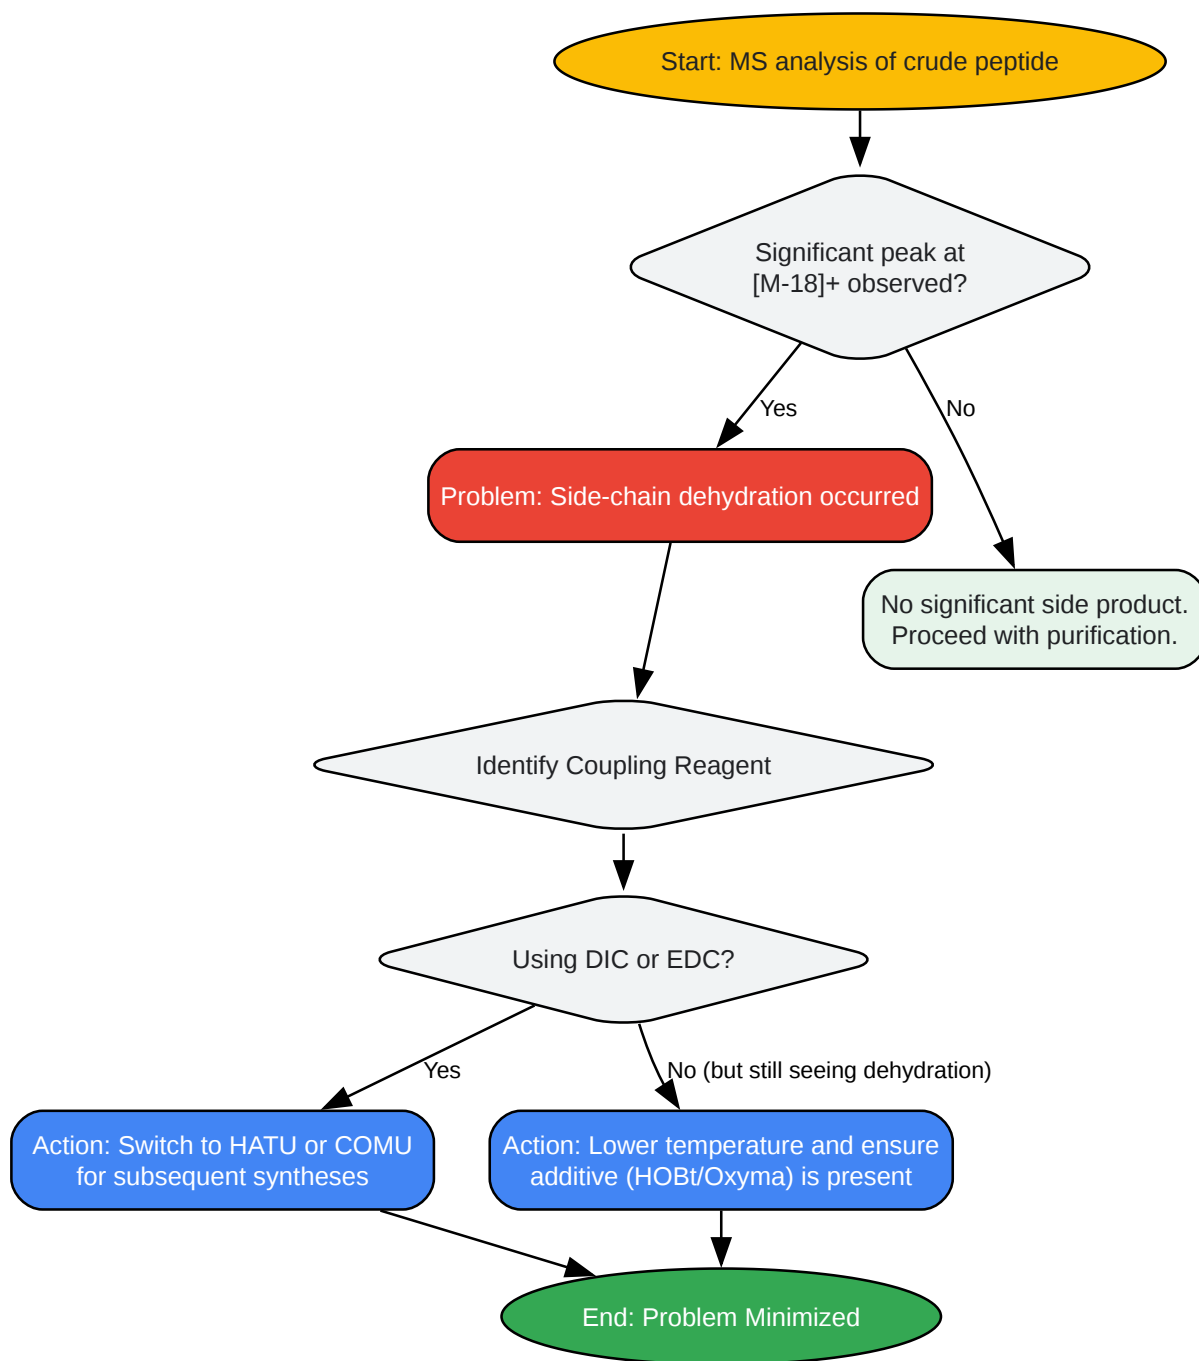 Start: MS analysis of crude peptide
Significant peak at
[M-18]+ observed?
Yes
No
Problem: Side-chain dehydration occurred
No significant side product.
Proceed with purification.
Identify Coupling Reagent
Using DIC or EDC?
Yes
No (but still seeing dehydration)
Action: Switch to HATU or COMU
for subsequent syntheses
Action: Lower temperature and ensure
additive (HOBt/Oxyma) is present
End: Problem Minimized